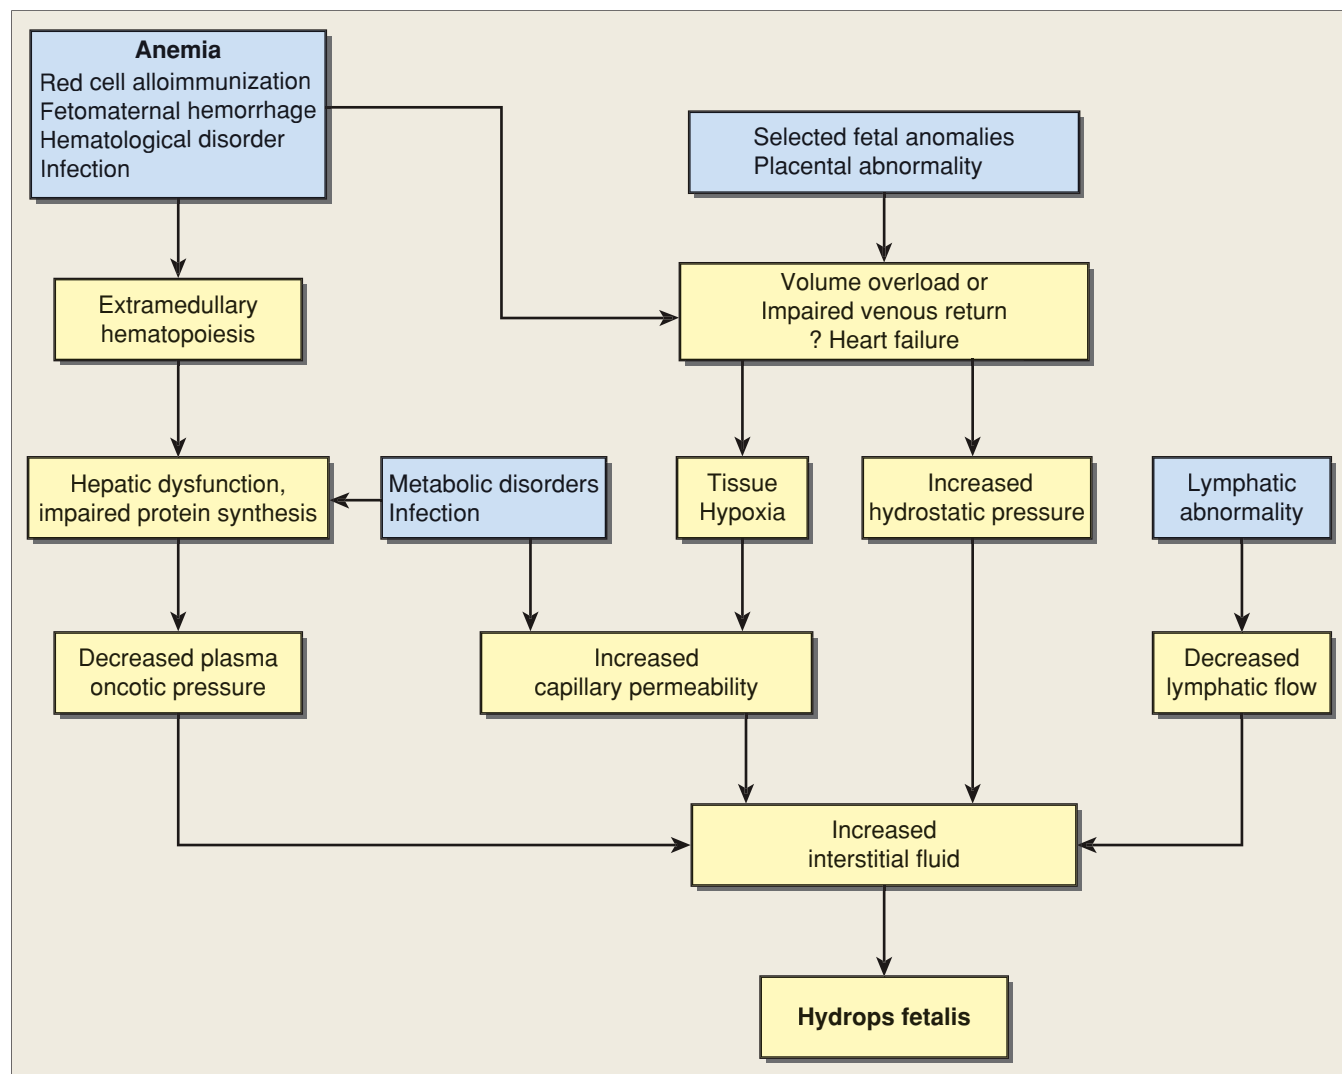 Anemia
Red cell alloimmunization
Fetomaternal hemorrhage
Hematological disorder
Infection
Selected fetal anomalies
Placental abnormality
Extramedullary
hematopoiesis
Volume overload or
Impaired venous return
? Heart failure
Hepatic dysfunction,
impaired protein synthesis
Metabolic disorders
Infection
Tissue
Hypoxia
Increased
hydrostatic pressure
Lymphatic
abnormality
Decreased plasma
oncotic pressure
Increased
capillary permeability
Decreased
lymphatic flow
Increased
interstitial fluid
Hydrops fetalis